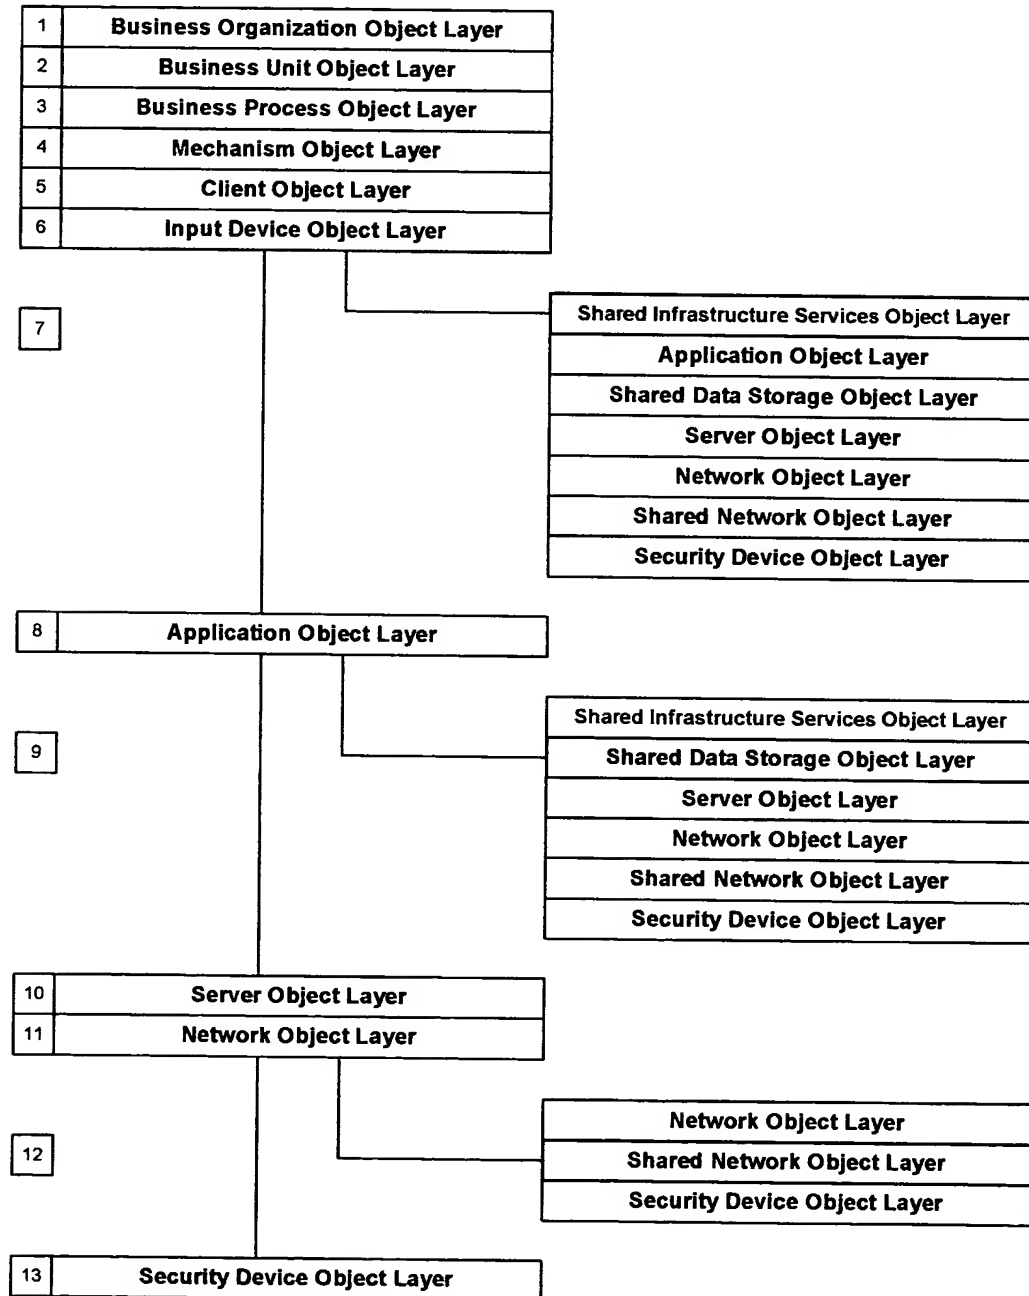 1 Business Organization Object Layer
2 Business Unit Object Layer
3 Business Process Object Layer
4 Mechanism Object Layer
5 Client Object Layer
6 Input Device Object Layer
7
Shared Infrastructure Services Object Layer
Application Object Layer
Shared Data Storage Object Layer
Server Object Layer
Network Object Layer
Shared Network Object Layer
Security Device Object Layer
8 Application Object Layer
9
Shared Infrastructure Services Object Layer
Shared Data Storage Object Layer
Server Object Layer
Network Object Layer
Shared Network Object Layer
Security Device Object Layer
10 Server Object Layer
11 Network Object Layer
12
Network Object Layer
Shared Network Object Layer
Security Device Object Layer
13 Security Device Object Layer